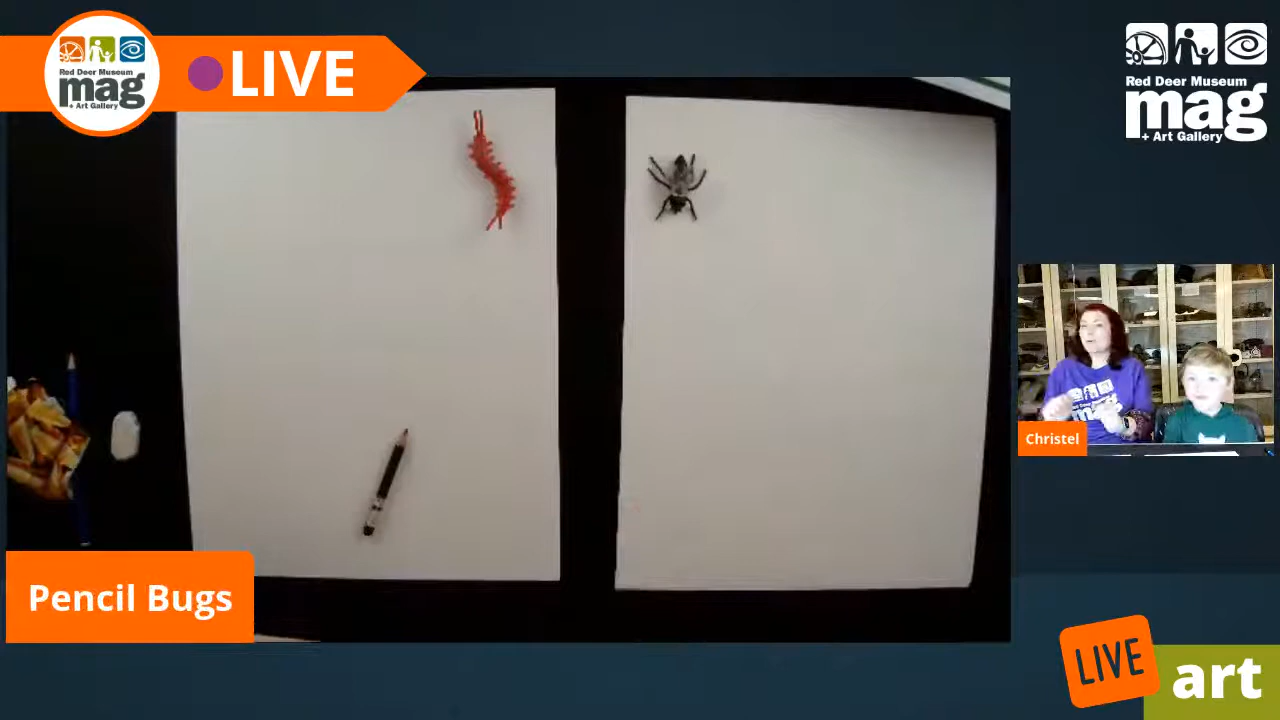 Red Deer Museum
mag
+ Art Gallery
LIVE
Red Deer Museum
mag
+ Art Gallery
Christel
Pencil Bugs
LIVE
art